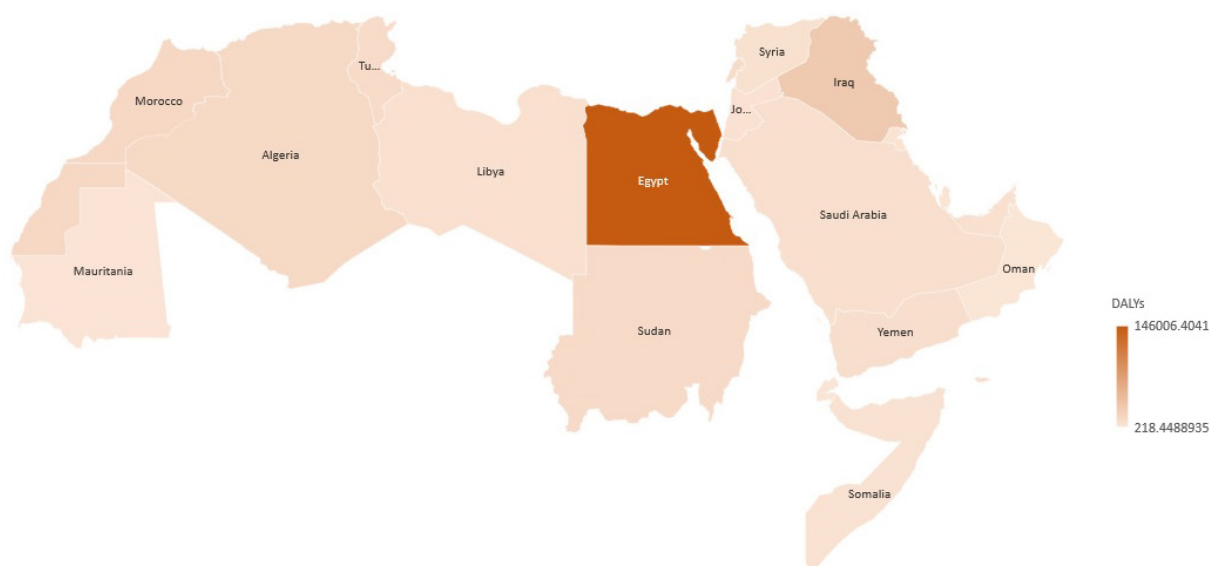 Syria
Iraq
Tu...
Morocco
Jo...
Algeria
Libya
Egypt
Saudi Arabia
Mauritania
Oman
Sudan
Yemen
Somalia
DALYs
146006.4041
218.4488935